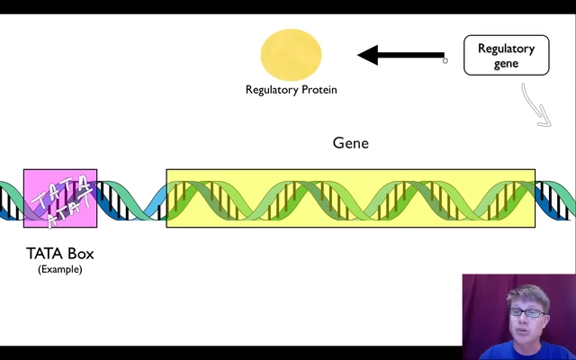 Regulatory
gene
Regulatory Protein
Gene
TATA
ATAT
TATA Box
(Example)